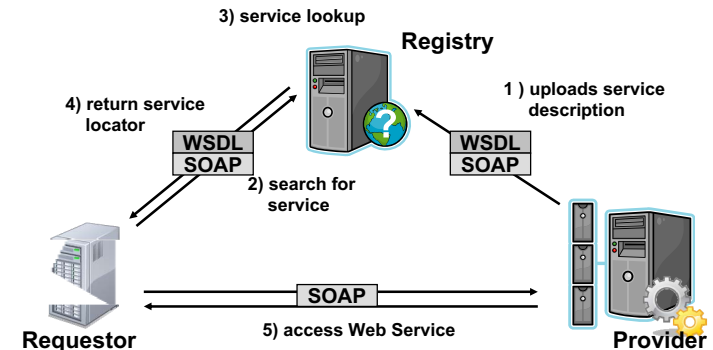 3) service lookup
Registry
1 ) uploads service
description
4) return service
locator
WSDL
SOAP
WSDL
SOAP
2) search for
service
?
SOAP
5) access Web Service
Requestor
Provider